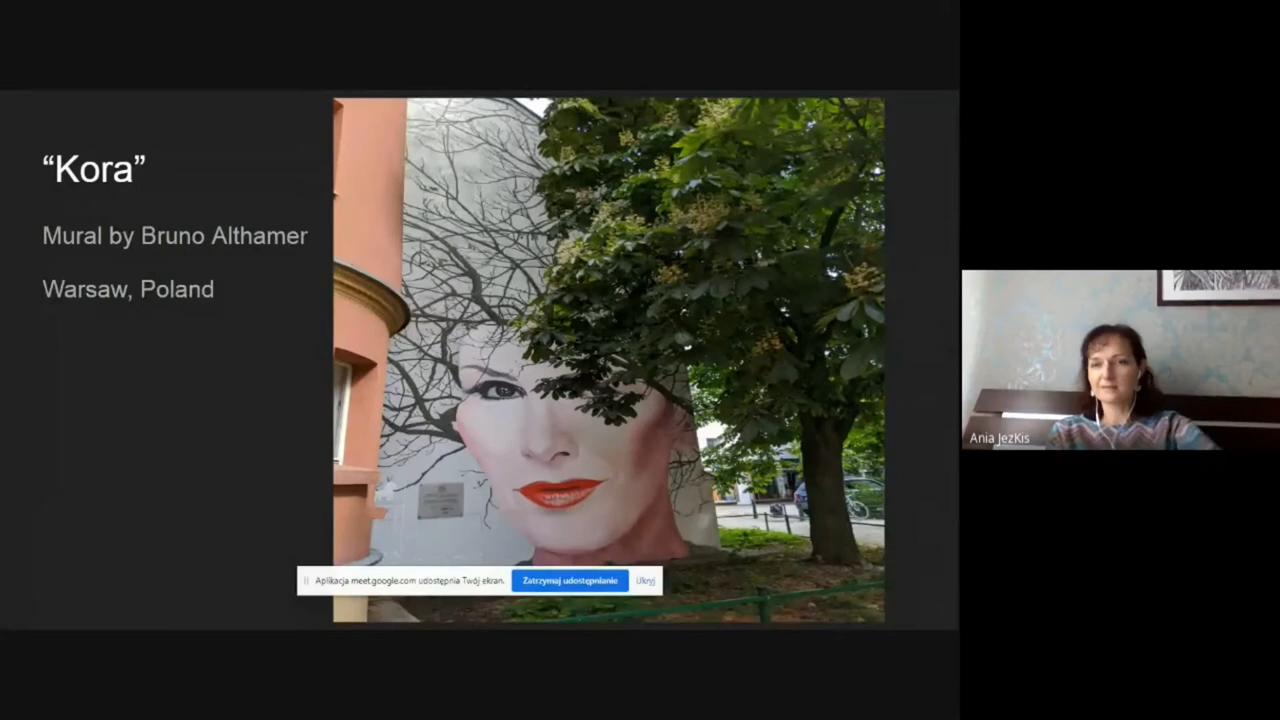 “Kora”
Mural by Bruno Althamer
Warsaw, Poland
Aplikacja meet.google.com udostępnia Twój ekran.
Zatrzymaj udostępnianie
Ukryj
Ania JezKis